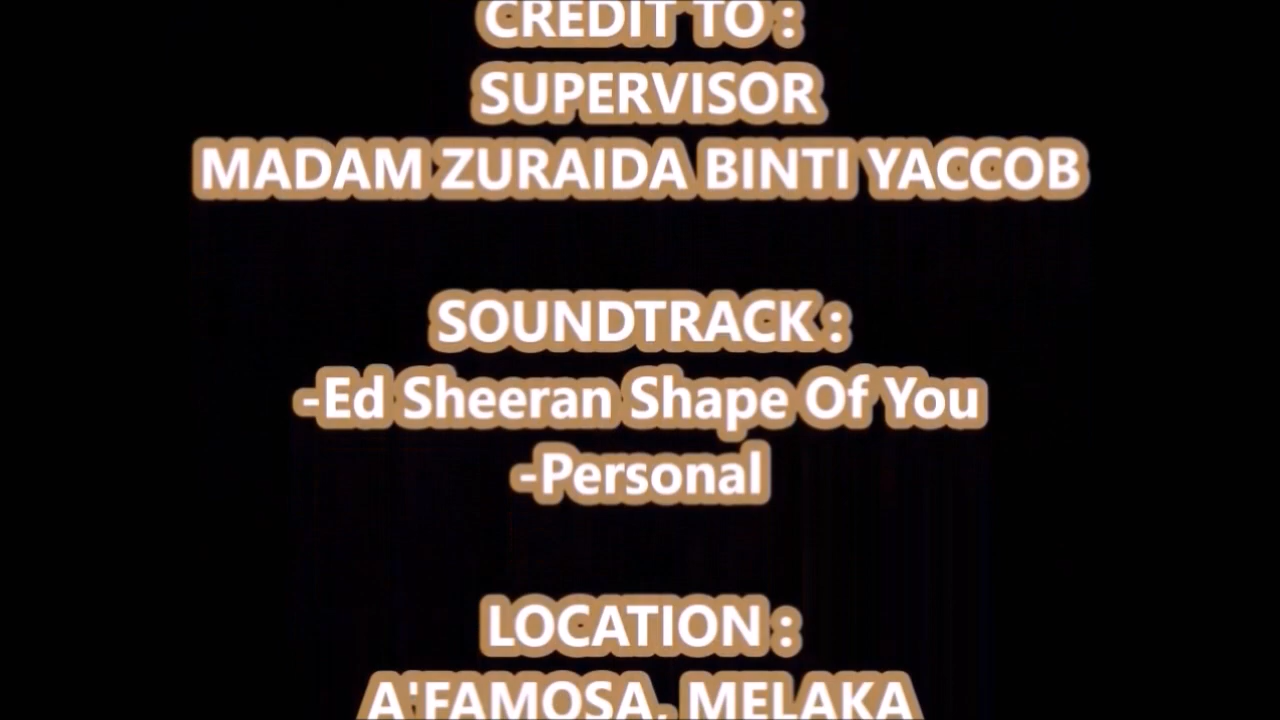 CREDIT TO :
SUPERVISOR
MADAM ZURAIDA BINTI YACCOB
SOUNDTRACK :
-Ed Sheeran Shape Of You
-Personal
LOCATION :
A'FAMOSA, MELAKA